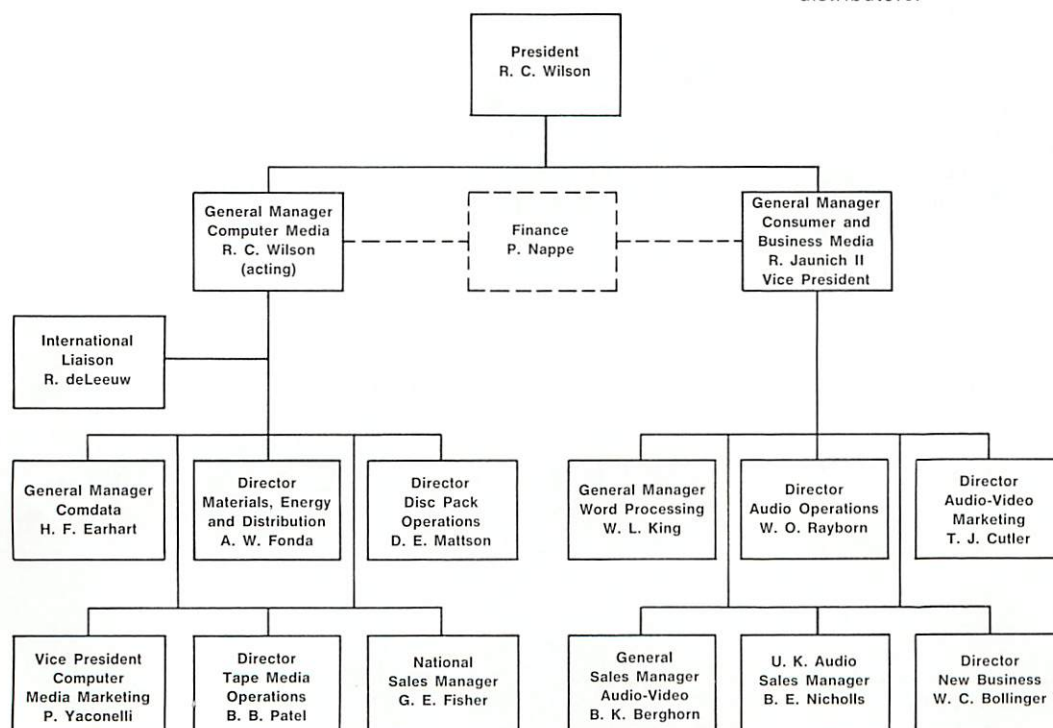 distributors.
President
R. C. Wilson
General Manager
Computer Media
R. C. Wilson
(acting)
Finance
P. Nappe
General Manager
Consumer and
Business Media
R. Jaunich II
Vice President
International
Liaison
R. deLeeuw
General Manager
Comdata
H. F. Earhart
Director
Materials, Energy
and Distribution
A. W. Fonda
Director
Disc Pack
Operations
D. E. Mattson
General Manager
Word Processing
W. L. King
Director
Audio Operations
W. O. Rayborn
Director
Audio-Video
Marketing
T. J. Cutler
Vice President
Computer
Media Marketing
P. Yaconelli
Director
Tape Media
Operations
B. B. Patel
National
Sales Manager
G. E. Fisher
General
Sales Manager
Audio-Video
B. K. Berghorn
U. K. Audio
Sales Manager
B. E. Nicholls
Director
New Business
W. C. Bollinger